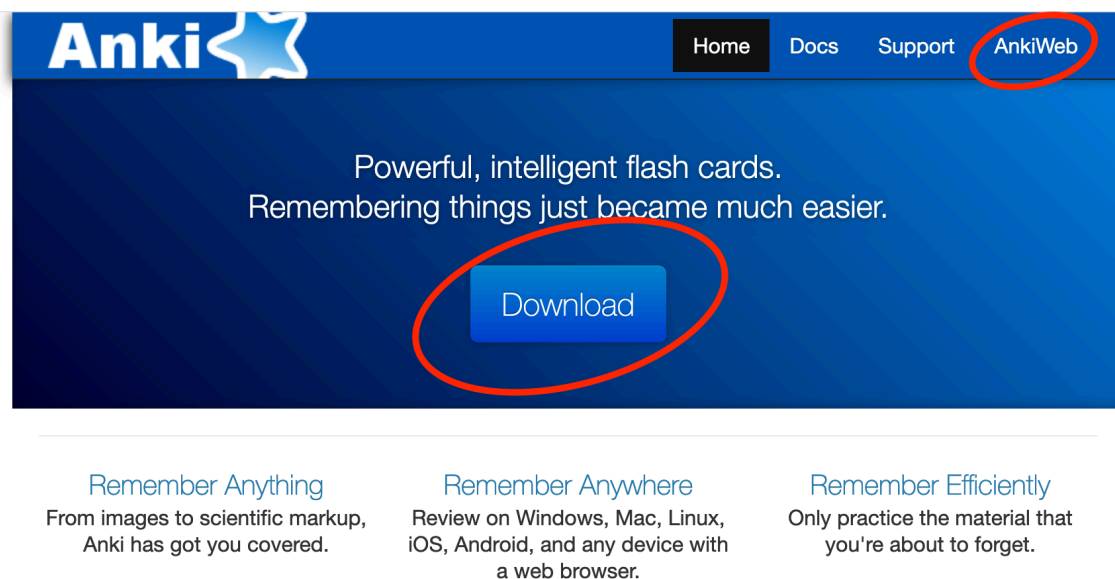 Anki
Home Docs Support AnkiWeb
Powerful, intelligent flash cards.
Remembering things just became much easier.
Download
Remember Anything
From images to scientific markup,
Anki has got you covered.
Remember Anywhere
Review on Windows, Mac, Linux,
iOS, Android, and any device with
a web browser.
Remember Efficiently
Only practice the material that
you're about to forget.